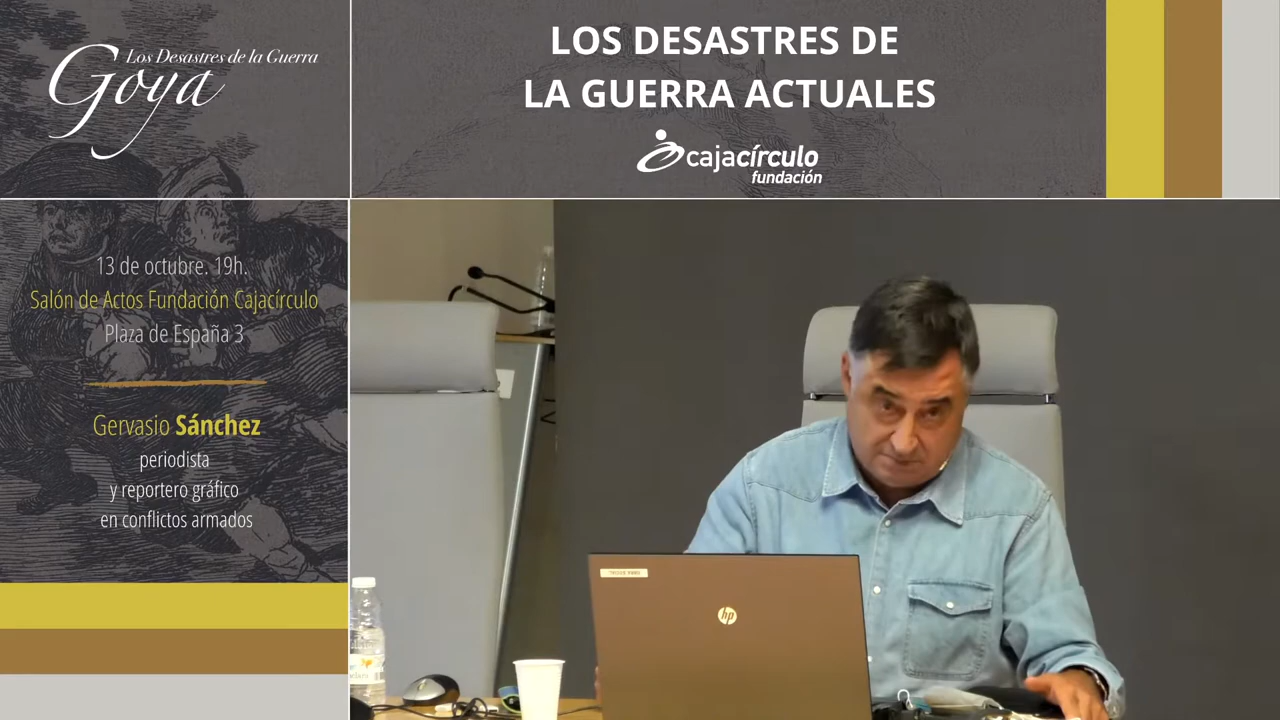 Los Desastres de la Guerra
Goya
LOS DESASTRES DE
LA GUERRA ACTUALES
cajacírculo
fundación
13 de octubre. 19h.
Salón de Actos Fundación Cajacírculo
Plaza de España 3
Gervasio Sánchez
periodista
y reportero gráfico
en conflictos armados
hp